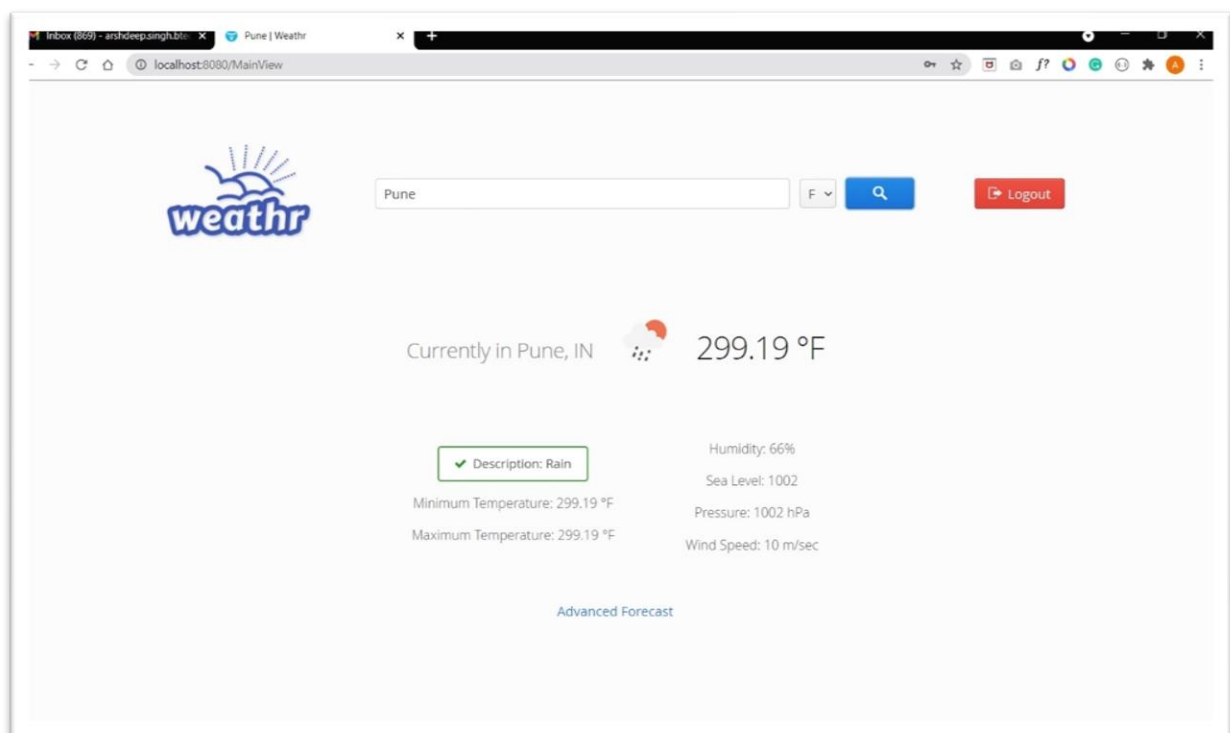 Inbox (869) - arshdeep.singh.bte
Pune | Weathr
localhost:8080/MainView
f?
A
weathr
Pune
F
Logout
Currently in Pune, IN
299.19 °F
Description: Rain
Minimum Temperature: 299.19 °F
Maximum Temperature: 299.19 °F
Humidity: 66%
Sea Level: 1002
Pressure: 1002 hPa
Wind Speed: 10 m/sec
Advanced Forecast